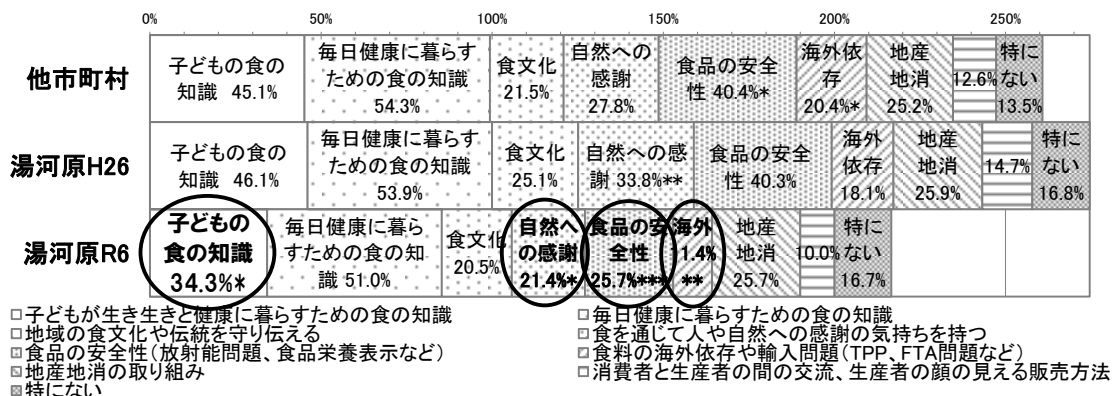 0% 50% 100% 150% 200% 250%
他市町村
子どもの食の
知識 45.1%
毎日健康に暮らす
ための食の知識
54.3%
食文化
21.5%
自然への
感謝
27.8%
食品の安全
性 40.4%*
海外依
存
20.4%*
地産
地消
25.2%
12.6%
特に
ない
13.5%
湯河原H26
子どもの食の
知識 46.1%
毎日健康に暮らす
ための食の知識
53.9%
食文化
25.1%
自然への感
謝 33.8%**
食品の安全
性 40.3%
海外
依存
18.1%
地産
地消
25.9%
14.7%
特に
ない
16.8%
湯河原R6
子どもの
食の知識
34.3%*
毎日健康に暮ら
すための食の知
識 51.0%
食文化
20.5%
自然へ
の感謝
21.4%*
食品の安
全性
25.7%***
海外
1.4%
**
地産
地消
25.7%
10.0%
特に
ない
16.7%
子どもが生き生きと健康に暮らすための食の知識
毎日健康に暮らすための食の知識
地域の食文化や伝統を守り伝える
食を通じて人や自然への感謝の気持ちを持つ
食品の安全性(放射能問題、食品栄養表示など)
食料の海外依存や輸入問題(TPP、FTA問題など)
地産地消の取り組み
消費者と生産者の間の交流、生産者の顔の見える販売方法
特にない